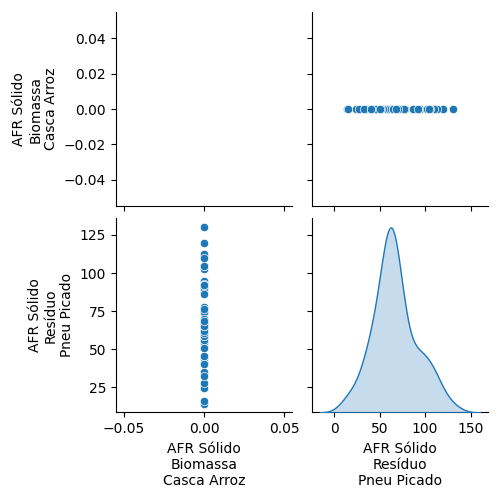 0.04
0.02
0.00
−0.02
−0.04
AFR Sólido
Biomassa
Casca Arroz
125
100
75
50
25
AFR Sólido
Resíduo
Pneu Picado
−0.05 0.00 0.05
AFR Sólido
Biomassa
Casca Arroz
0 50 100 150
AFR Sólido
Resíduo
Pneu Picado